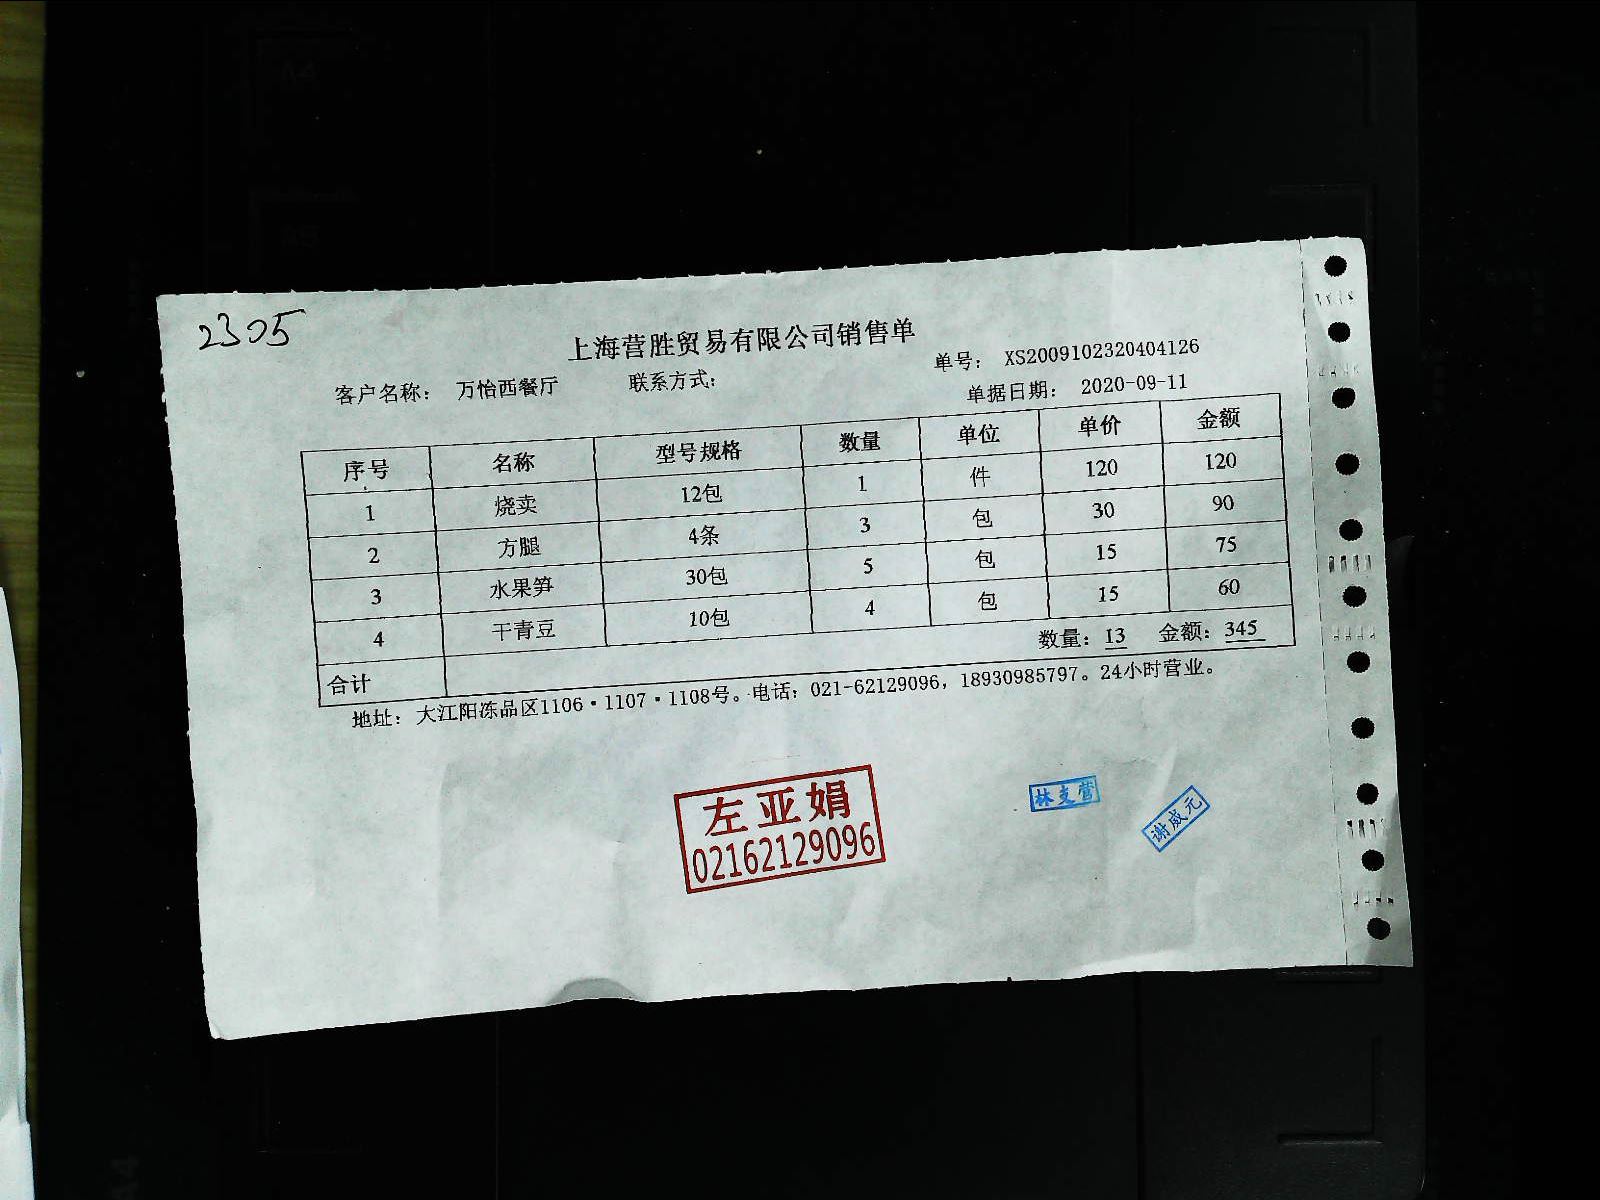 2305
上海营胜贸易有限公司销售单
客户名称： 万怡西餐厅 联系方式： 单号： XS2009102320404126
单据日期： 2020-09-11
序号 名称 型号规格 数量 单位 单价 金额
1 烧卖 12包 1 件 120 120
2 方腿 4条 3 包 30 90
3 水果笋 30包 5 包 15 75
4 干青豆 10包 4 包 15 60
合计 数量：13 金额：345
地址：大江阳冻品区1106·1107·1108号。电话：021-62129096，18930985797。24小时营业。
左亚娟
02162129096
林支营
谢威元